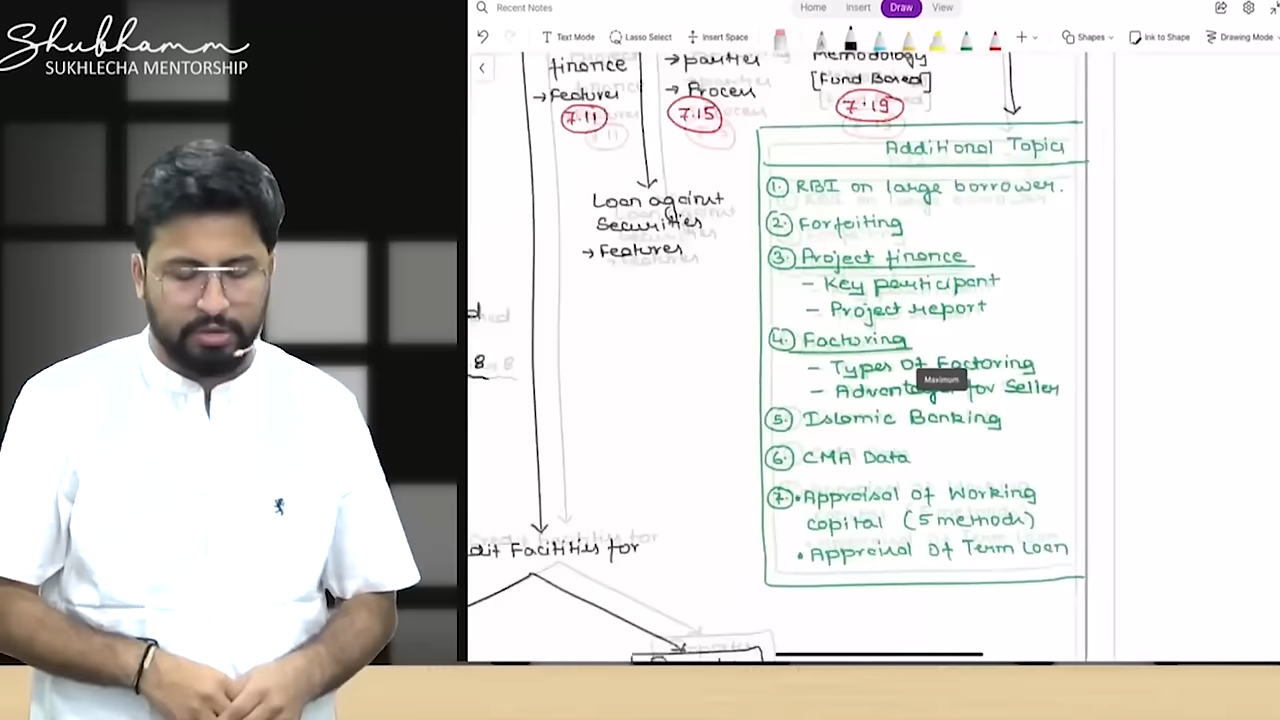 Shubhamm
SUKHLECHA MENTORSHIP
Recent Notes
Home Insert Draw View
Text Mode Lasso Select Insert Space Shapes Ink to Shape Drawing Mode
finance
→ Features
7.11
→ parties
→ Process
7.15
Methodology
[Fund Based]
7.19
Loan against
Securities
→ Features
8
Additional Topic
① RBI on large borrower.
② Forfeiting
③ Project finance
- Key participant
- Project report
④ Factoring
- Types of Factoring
Maximum
- Advantage for Seller
⑤ Islamic Banking
⑥ CMA Data
⑦ • Appraisal of Working
capital (5 methods)
• Appraisal of Term Loan
dit Facilities for